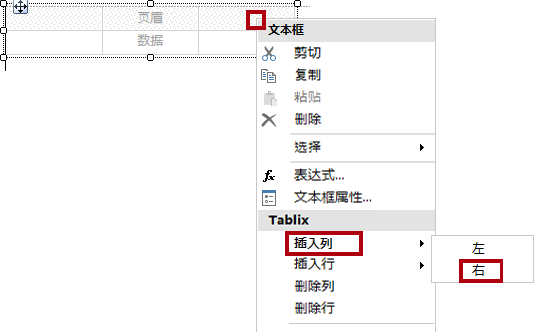 页眉
数据
文本框
剪切
复制
粘贴
删除
选择
fx 表达式...
文本框属性...
Tablix
插入列
左
插入行
右
删除列
删除行